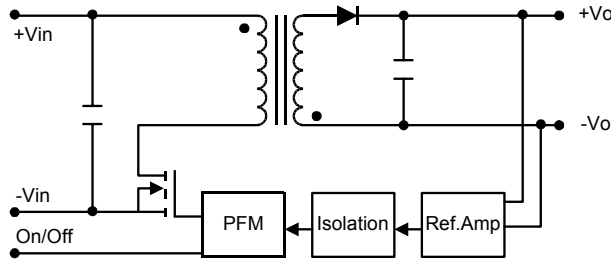 +Vin
+Vo
-Vo
-Vin
On/Off
PFM
Isolation
Ref.Amp